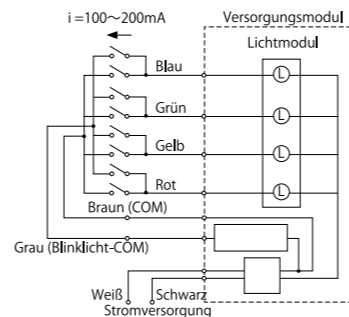 i =100～200mA
Versorgungsmodul
Lichtmodul
Blau
L
Grün
L
Gelb
L
Rot
L
Braun (COM)
Grau (Blinklicht-COM)
Weiß
Schwarz
Stromversorgung